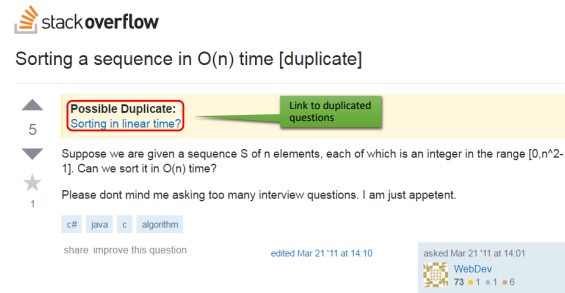 stackoverflow
Sorting a sequence in O(n) time [duplicate]
Possible Duplicate:
Sorting in linear time?
Link to duplicated
questions
5
Suppose we are given a sequence S of n elements, each of which is an integer in the range [0,n^2-
1]. Can we sort it in O(n) time?
1
Please dont mind me asking too many interview questions. I am just appetent.
c# java c algorithm
share improve this question
edited Mar 21 '11 at 14:10
asked Mar 21 '11 at 14:01
WebDev
73 1 1 6